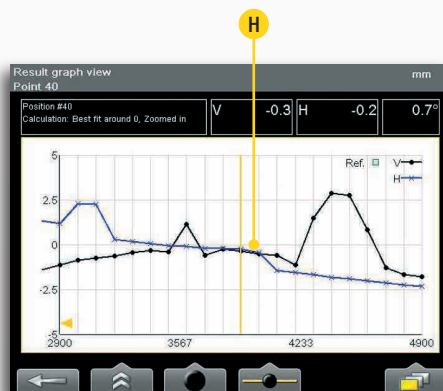 H
Result graph view mm
Point 40
Position #40
Calculation: Best fit around 0, Zoomed in
V -0.3 H -0.2 0.7°
Ref. V
H
5
2.5
0
-2.5
-5
2900 3567 4233 4900